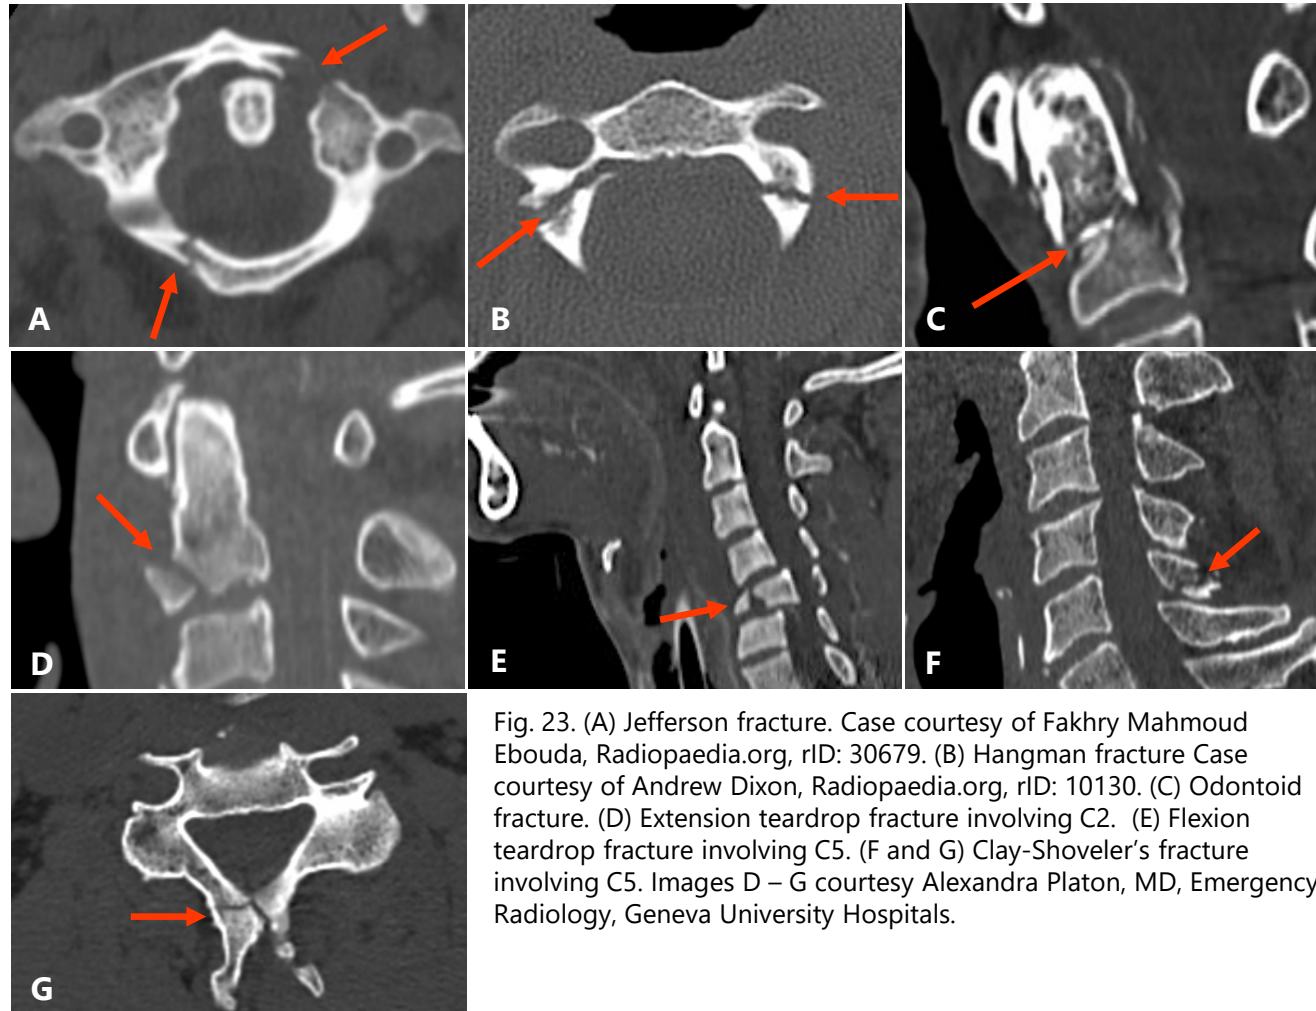 A
B
C
D
E
F
G
Fig. 23. (A) Jefferson fracture. Case courtesy of Fakhry Mahmoud
Ebouda, Radiopaedia.org, rID: 30679. (B) Hangman fracture Case
courtesy of Andrew Dixon, Radiopaedia.org, rID: 10130. (C) Odontoid
fracture. (D) Extension teardrop fracture involving C2.  (E) Flexion
teardrop fracture involving C5. (F and G) Clay-Shoveler’s fracture
involving C5. Images D – G courtesy Alexandra Platon, MD, Emergency
Radiology, Geneva University Hospitals.